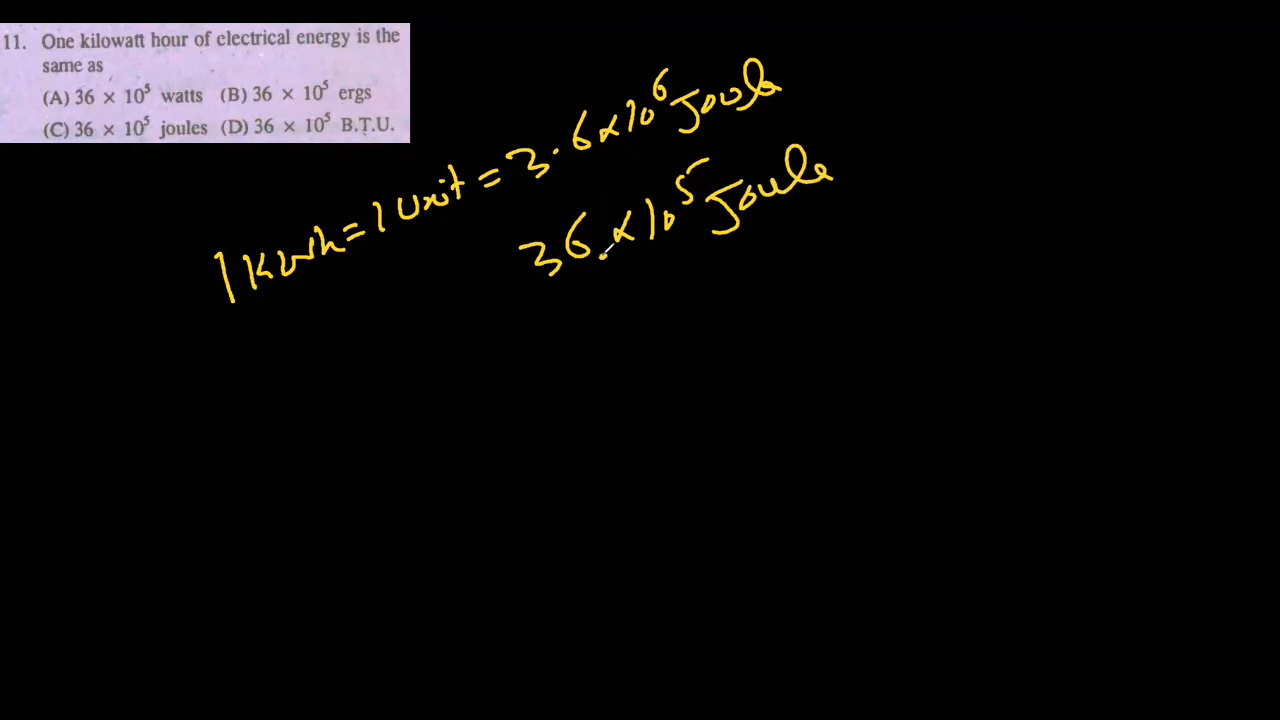 11. One kilowatt hour of electrical energy is the
same as
(A) 36 × 10⁵ watts (B) 36 × 10⁵ ergs
(C) 36 × 10⁵ joules (D) 36 × 10⁵ B.T.U.
1 KWh = 1 Unit = 3.6 × 10⁶ Joule
36. × 10⁵ Joule